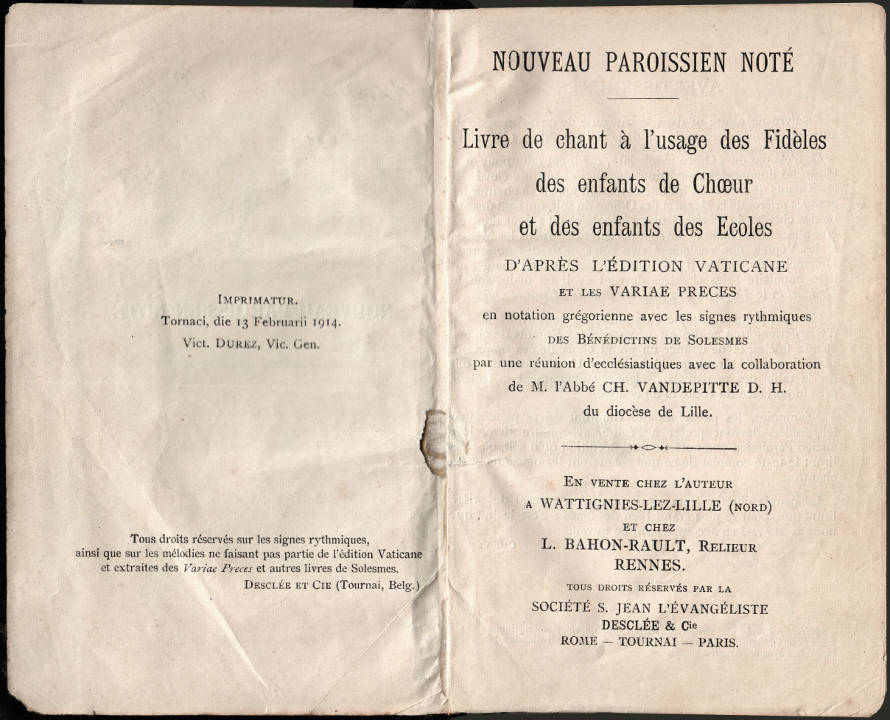 IMPRIMATUR.
Tornaci, die 13 Februarii 1914.
Vict. DUREZ, Vic. Gen.
Tous droits réservés sur les signes rythmiques,
ainsi que sur les mélodies ne faisant pas partie de l'édition Vaticane
et extraites des Variae Preces et autres livres de Solesmes.
DESCLÉE ET CIE (Tournai, Belg.)
NOUVEAU PAROISSIEN NOTÉ
Livre de chant à l'usage des Fidèles
des enfants de Chœur
et des enfants des Ecoles
D'APRÈS L'ÉDITION VATICANE
ET LES VARIAE PRECES
en notation grégorienne avec les signes rythmiques
DES BÉNÉDICTINS DE SOLESMES
par une réunion d'ecclésiastiques avec la collaboration
de M. l'Abbé CH. VANDEPITTE D. H.
du diocèse de Lille.
EN VENTE CHEZ L'AUTEUR
A WATTIGNIES-LEZ-LILLE (NORD)
ET CHEZ
L. BAHON-RAULT, RELIEUR
RENNES.
TOUS DROITS RÉSERVÉS PAR LA
SOCIÉTÉ S. JEAN L'ÉVANGÉLISTE
DESCLÉE & Cie
ROME — TOURNAI — PARIS.